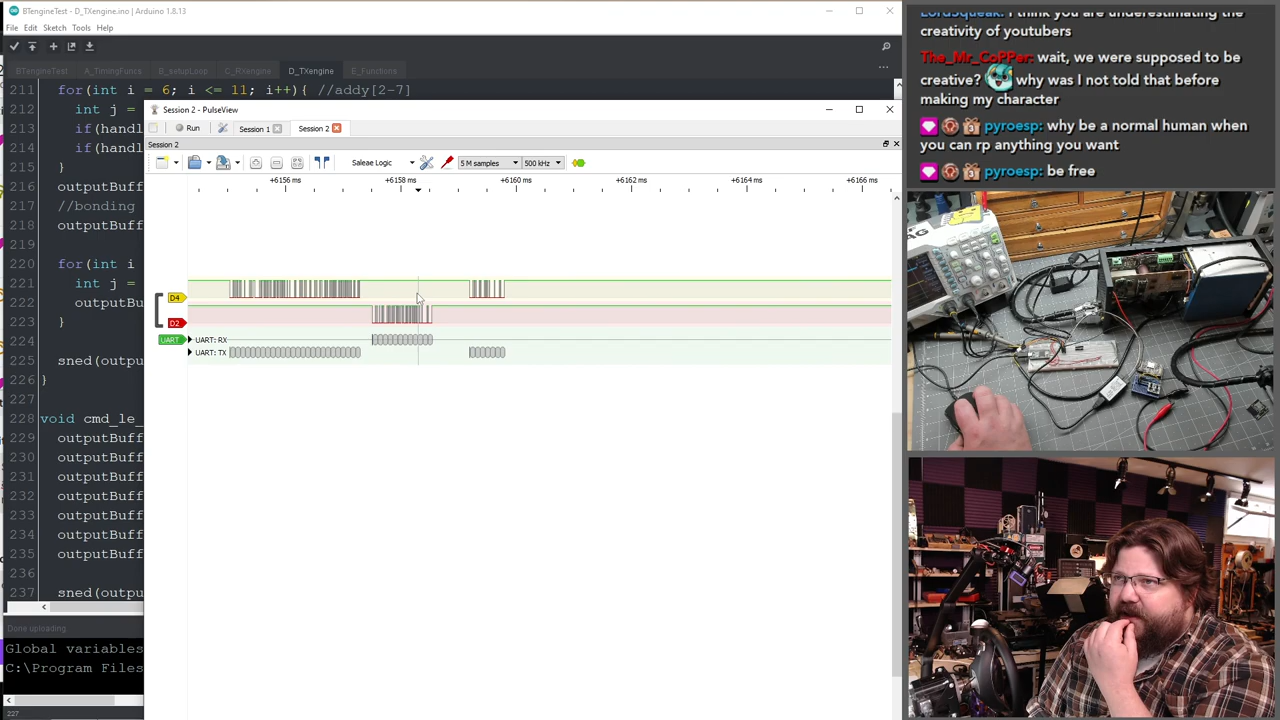 BTengineTest - D_TXengine.ino | Arduino 1.8.13
File Edit Sketch Tools Help
BTengineTest A_TimingFuncs B_setupLoop C_RXengine D_TXengine E_Functions
211 for(int i = 6; i <= 11; i++){ //addy[2-7]
212 int j =
213 if(handl
214 if(handl
215 }
216 outputBuff
217 //bonding
218 outputBuff
219
220 for(int i
221 int j =
222 outputBu
223 }
224
225 sned(outpu
226 }
227
228 void cmd_le_
229 outputBuff
230 outputBuff
231 outputBuff
232 outputBuff
233 outputBuff
234 outputBuff
235 outputBuff
236
237 sned(outpu
Done uploading
Global variables
C:\Program Files
227
Session 2 - PulseView
Run Session 1 Session 2
Session 2
Saleae Logic 5 M samples 500 kHz
+6156 ms +6158 ms +6160 ms +6162 ms +6164 ms +6166 ms
D4
D2
UART UART: RX
UART: TX
LordSqueak: I think you are underestimating the
creativity of youtubers
The_Mr_CoPPer: wait, we were supposed to be
creative? why was I not told that before
making my character
pyroesp: why be a normal human when
you can rp anything you want
pyroesp: be free